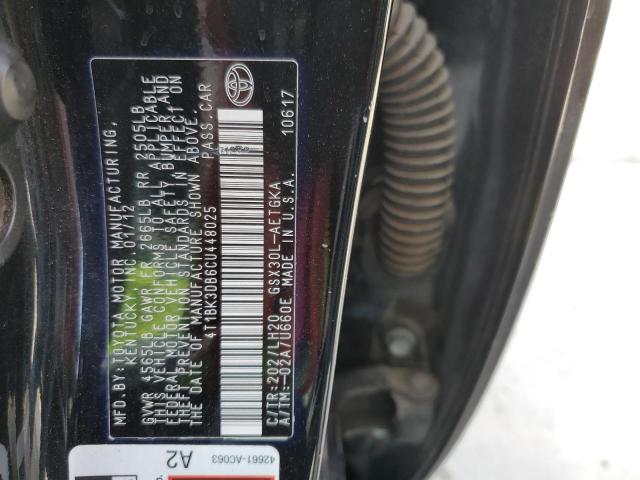 MFD.BY:TOYOTA MOTOR MANUFACTURING,
KENTUCKY, INC. 01/12
GVWR 4565LB GAWR FR 2665LB RR 2505LB
THIS VEHICLE CONFORMS TO ALL APPLICABLE
FEDERAL MOTOR VEHICLE SAFETY, BUMPER, AND
THEFT PREVENTION STANDARDS IN EFFECT ON
THE DATE OF MANUFACTURE SHOWN ABOVE.
4T1BK3DB6CU448025 PASS.CAR
C/TR:202/LH20 GSX30L-AETGKA
A/TM:-02A/U660E MADE IN U.S.A. 10617
42661-AC063
A2